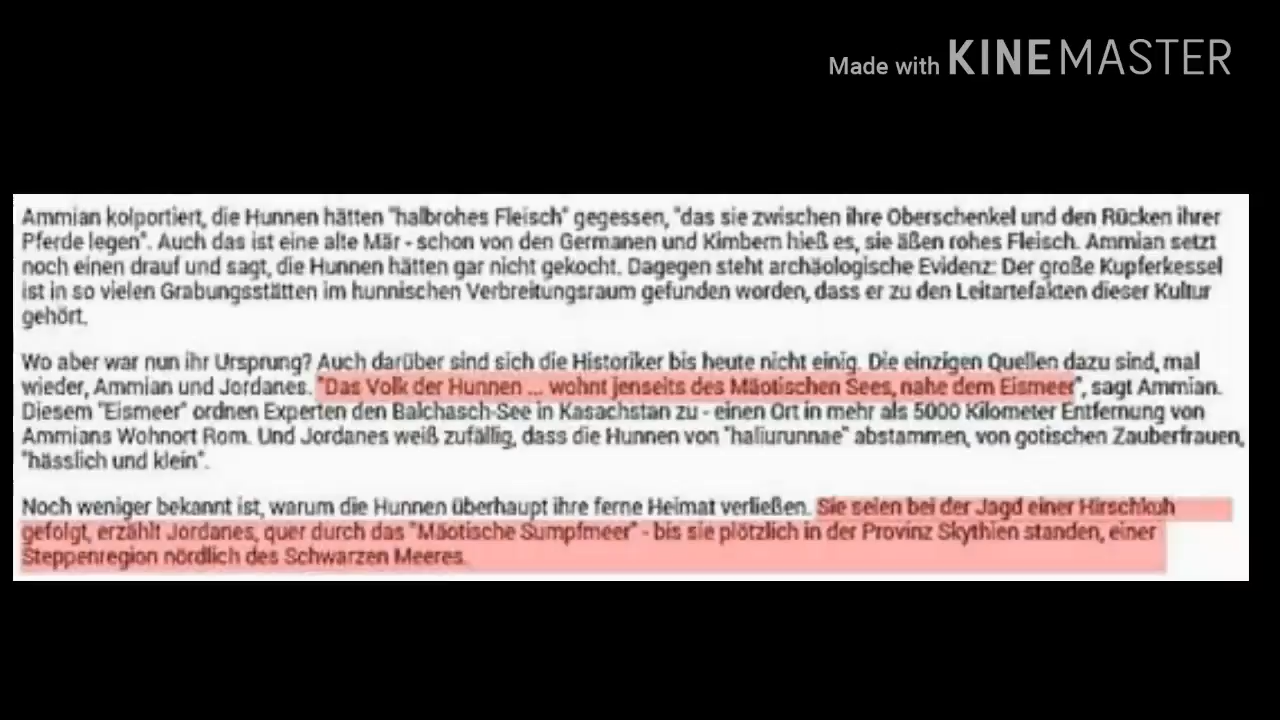 Made with KINEMASTER
Ammian kolportiert, die Hunnen hätten "halbrohes Fleisch" gegessen, "das sie zwischen ihre Oberschenkel und den Rücken ihrer
Pferde legen". Auch das ist eine alte Mär - schon von den Germanen und Kimbern hieß es, sie äßen rohes Fleisch. Ammian setzt
noch einen drauf und sagt, die Hunnen hätten gar nicht gekocht. Dagegen steht archäologische Evidenz: Der große Kupferkessel
ist in so vielen Grabungsstätten im hunnischen Verbreitungsraum gefunden worden, dass er zu den Leitartefakten dieser Kultur
gehört.
Wo aber war nun ihr Ursprung? Auch darüber sind sich die Historiker bis heute nicht einig. Die einzigen Quellen dazu sind, mal
wieder, Ammian und Jordanes. "Das Volk der Hunnen ... wohnt jenseits des Mäotischen Sees, nahe dem Eismeer", sagt Ammian.
Diesem "Eismeer" ordnen Experten den Balchasch-See in Kasachstan zu - einen Ort in mehr als 5000 Kilometer Entfernung von
Ammians Wohnort Rom. Und Jordanes weiß zufällig, dass die Hunnen von "haliurunnae" abstammen, von gotischen Zauberfrauen,
"hässlich und klein".
Noch weniger bekannt ist, warum die Hunnen überhaupt ihre ferne Heimat verließen. Sie seien bei der Jagd einer Hirschkuh
gefolgt, erzählt Jordanes, quer durch das "Mäotische Sumpfmeer" - bis sie plötzlich in der Provinz Skythien standen, einer
Steppenregion nördlich des Schwarzen Meeres.